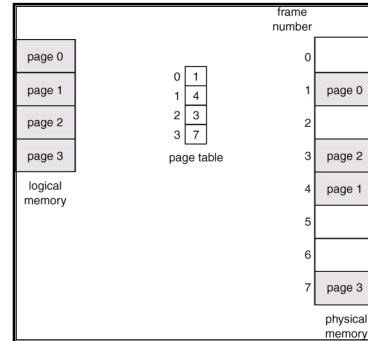 page 0
page 1
page 2
page 3
logical
memory
0 1
1 4
2 3
3 7
page table
frame
number
0
1 page 0
2
3 page 2
4 page 1
5
6
7 page 3
physical
memory